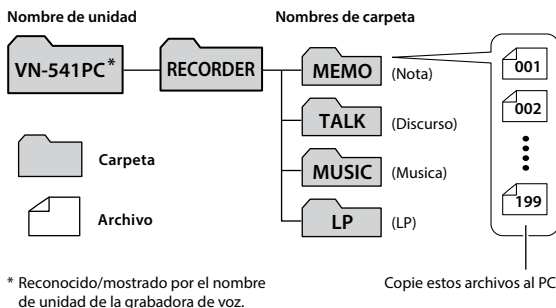 Nombre de unidad
Nombres de carpeta
VN-541PC*
RECORDER
MEMO (Nota)
TALK (Discurso)
MUSIC (Musica)
LP (LP)
001
002
199
Carpeta
Archivo
* Reconocido/mostrado por el nombre
de unidad de la grabadora de voz.
Copie estos archivos al PC